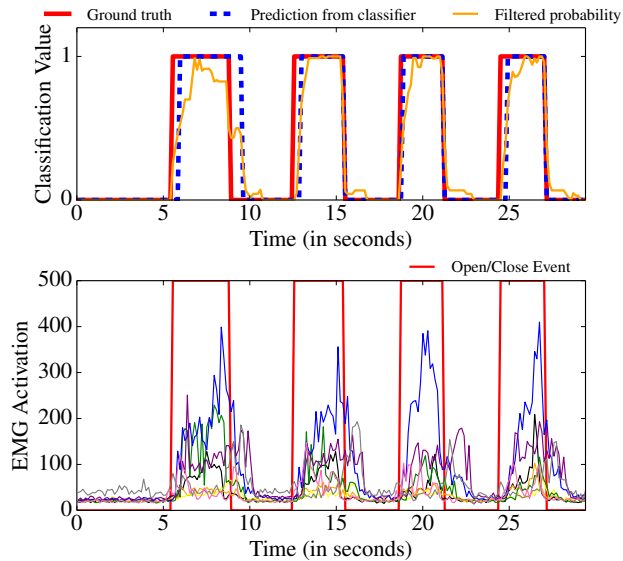 Ground truth Prediction from classifier Filtered probability
1
0
Classification Value
0 5 10 15 20 25
Time (in seconds)
Open/Close Event
500
400
300
200
100
0
EMG Activation
0 5 10 15 20 25
Time (in seconds)